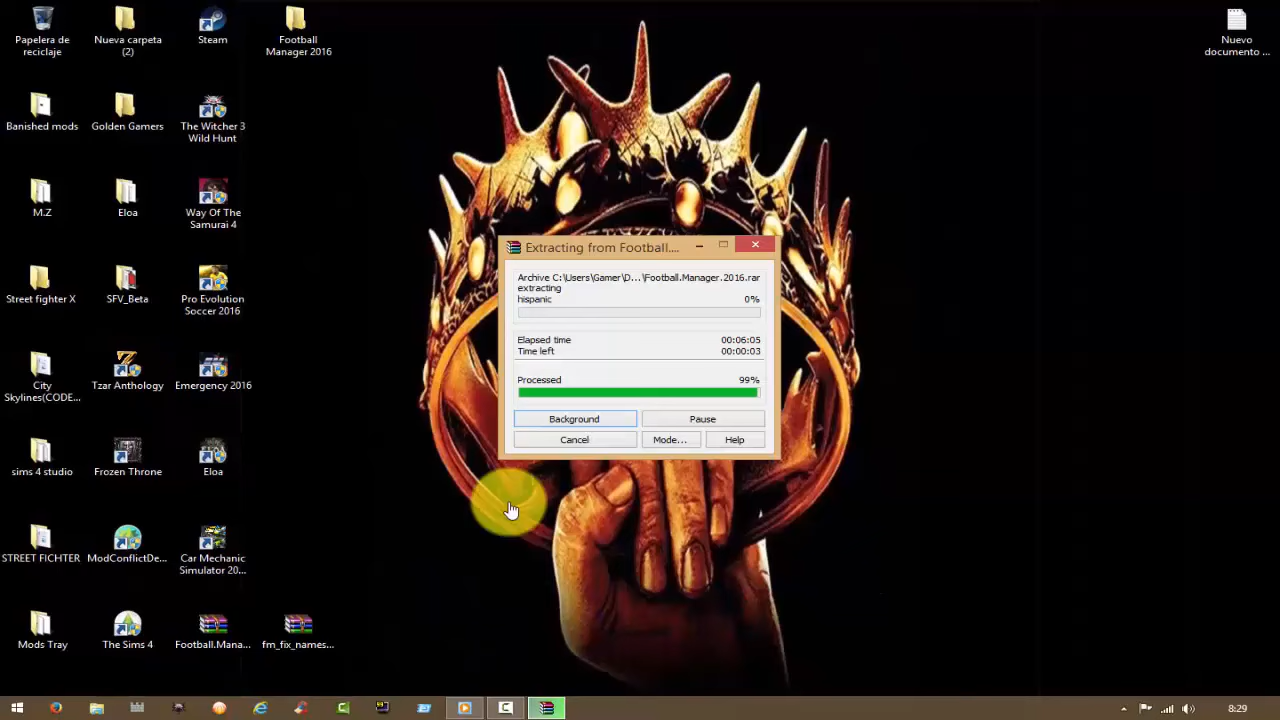 Papelera de
reciclaje
Nueva carpeta
(2)
Steam
Football
Manager 2016
Nuevo
documento ...
Banished mods
Golden Gamers
The Witcher 3
Wild Hunt
M.Z
Eloa
Way Of The
Samurai 4
Street fighter X
SFV_Beta
Pro Evolution
Soccer 2016
City
Skylines(CODE...
Tzar Anthology
Emergency 2016
sims 4 studio
Frozen Throne
Eloa
STREET FICHTER
ModConflictDe...
Car Mechanic
Simulator 20...
Mods Tray
The Sims 4
Football.Mana...
fm_fix_names...
Extracting from Football....
Archive C:\Users\Gamer\D...\Football.Manager.2016.rar
extracting
hispanic 0%
Elapsed time 00:06:05
Time left 00:00:03
Processed 99%
Background Pause
Cancel Mode... Help
8:29